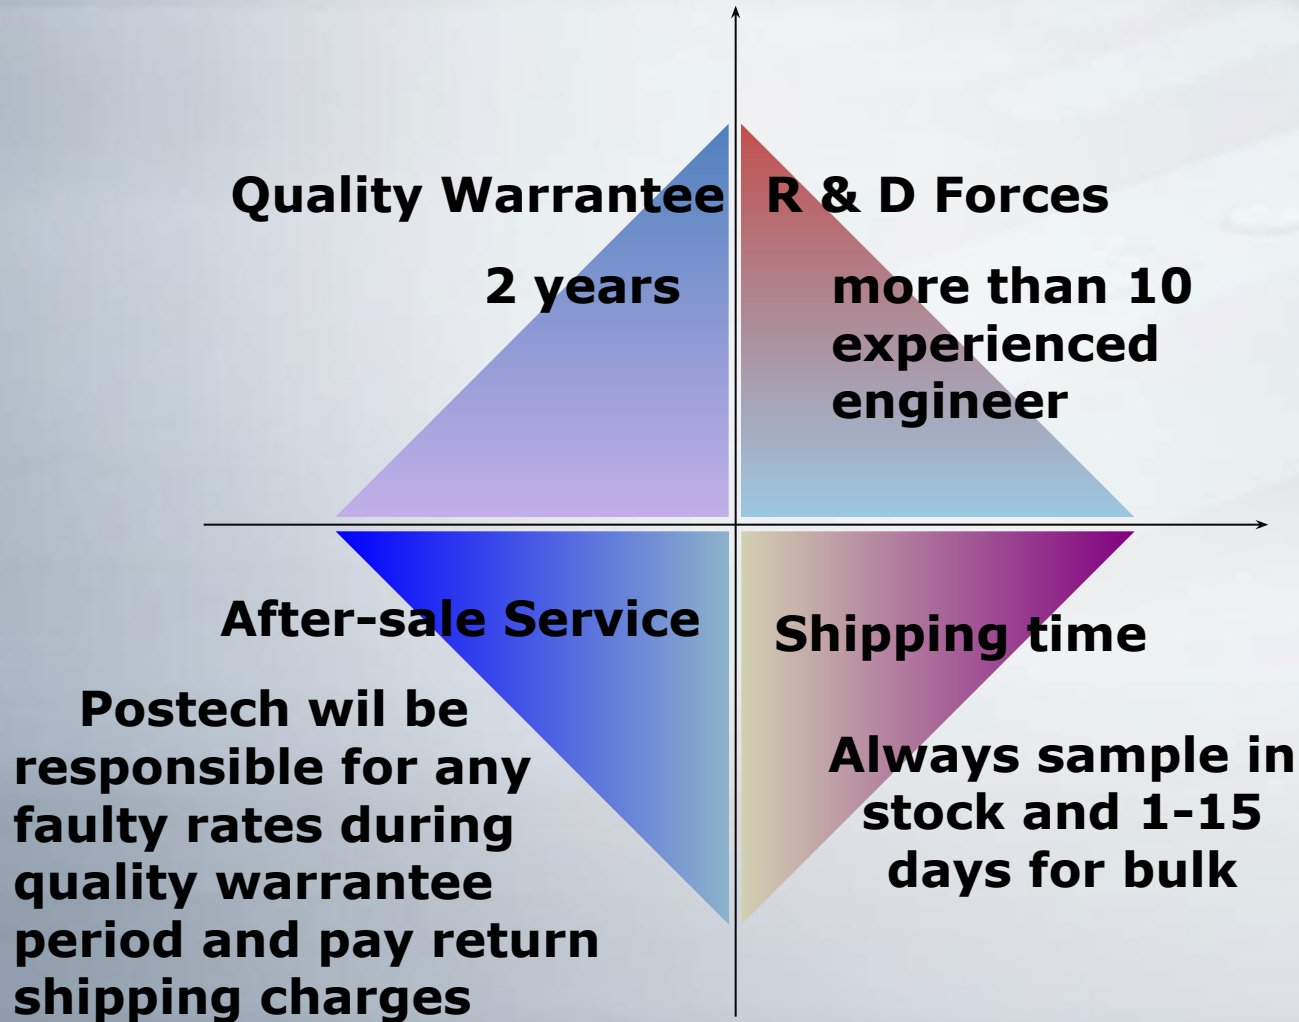 Quality Warrantee
2 years
R & D Forces
more than 10
experienced
engineer
After-sale Service
Postech wil be
responsible for any
faulty rates during
quality warrantee
period and pay return
shipping charges
Shipping time
Always sample in
stock and 1-15
days for bulk